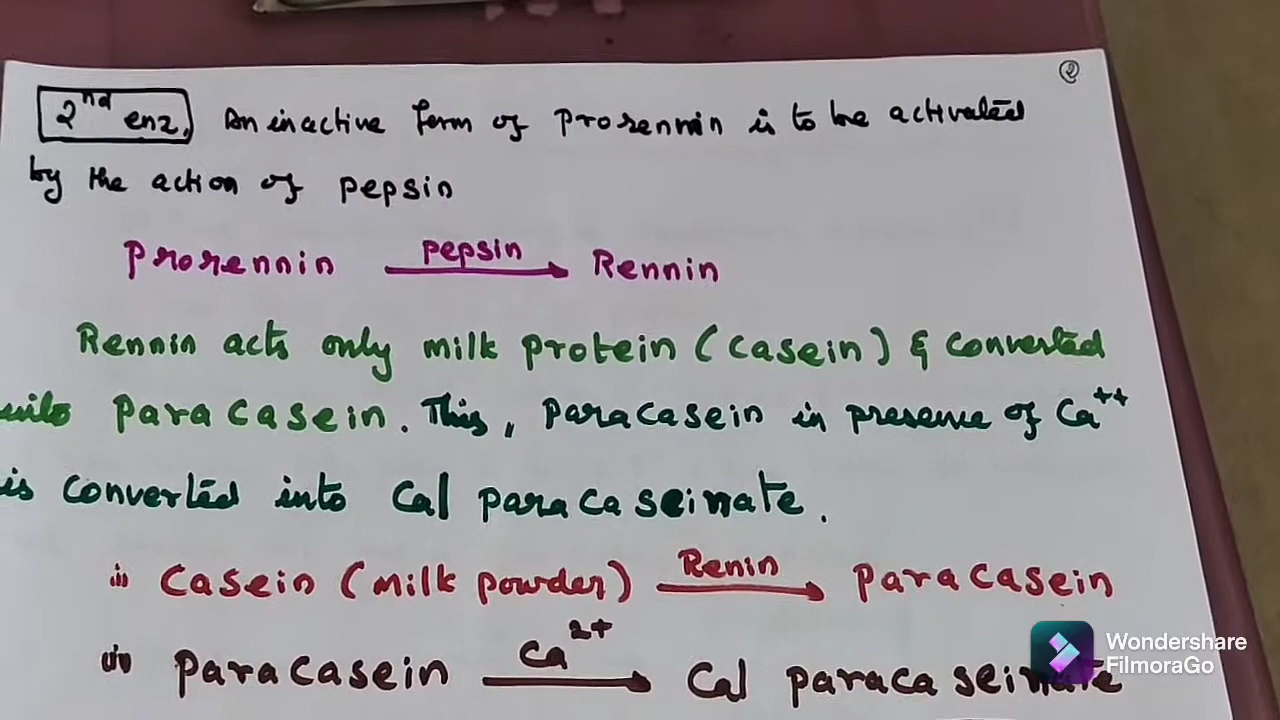 ②
2nd enz. An inactive form of prorennin is to be activated
by the action of pepsin
prorennin pepsin Rennin
Rennin acts only milk protein (casein) & converted
into paracasein. This, paracasein in presence of Ca++
is converted into Cal paracaseinate.
ii Casein (milk powder) Renin paracasein
iii paracasein Ca2+ Cal paracaseinate
Wondershare
FilmoraGo